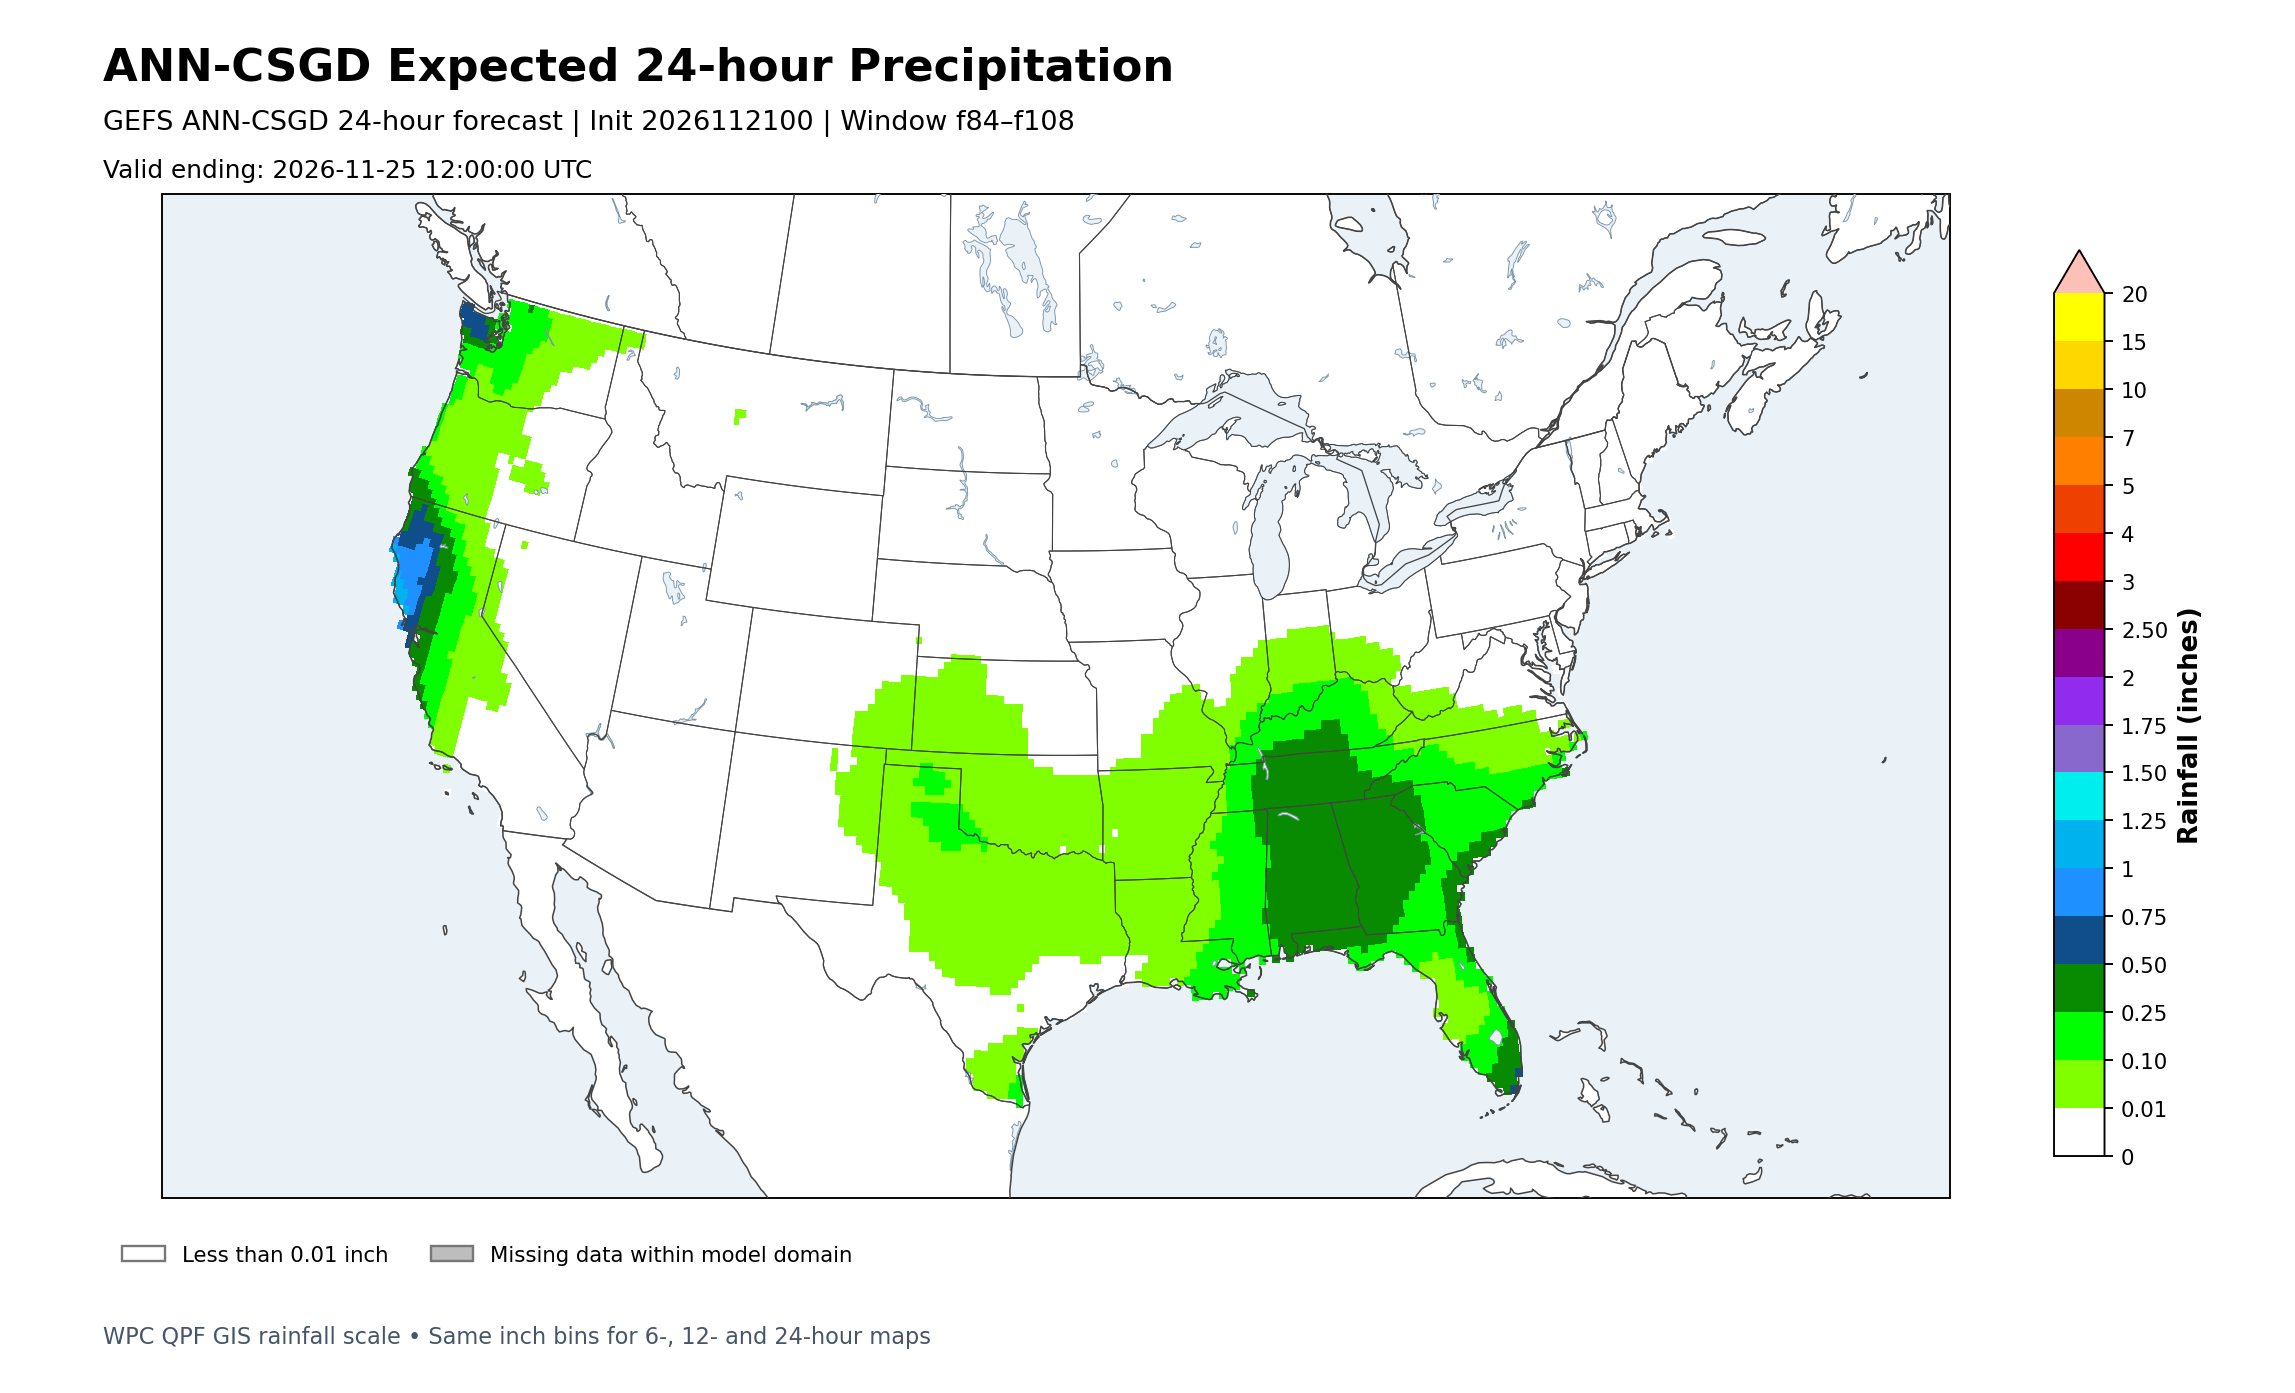 ANN-CSGD Expected 24-hour Precipitation
GEFS ANN-CSGD 24-hour forecast | Init 2026112100 | Window f84–f108
Valid ending: 2026-11-25 12:00:00 UTC
20
15
10
7
5
4
3
2.50
2
1.75
1.50
1.25
1
0.75
0.50
0.25
0.10
0.01
0
Rainfall (inches)
Less than 0.01 inch
Missing data within model domain
WPC QPF GIS rainfall scale • Same inch bins for 6-, 12- and 24-hour maps